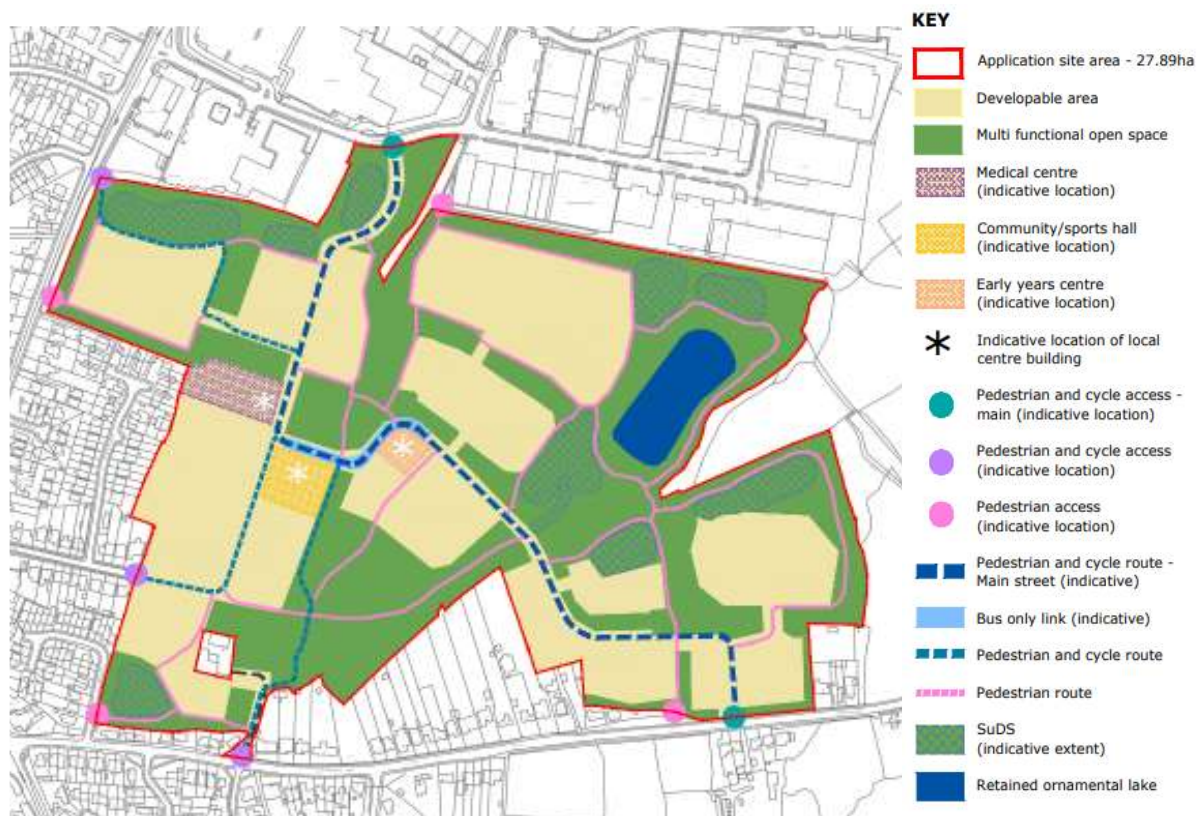 KEY
Application site area - 27.89ha
Developable area
Multi functional open space
Medical centre
(indicative location)
Community/sports hall
(indicative location)
Early years centre
(indicative location)
Indicative location of local
centre building
Pedestrian and cycle access -
main (indicative location)
Pedestrian and cycle access
(indicative location)
Pedestrian access
(indicative location)
Pedestrian and cycle route -
Main street (indicative)
Bus only link (indicative)
Pedestrian and cycle route
Pedestrian route
SuDS
(indicative extent)
Retained ornamental lake